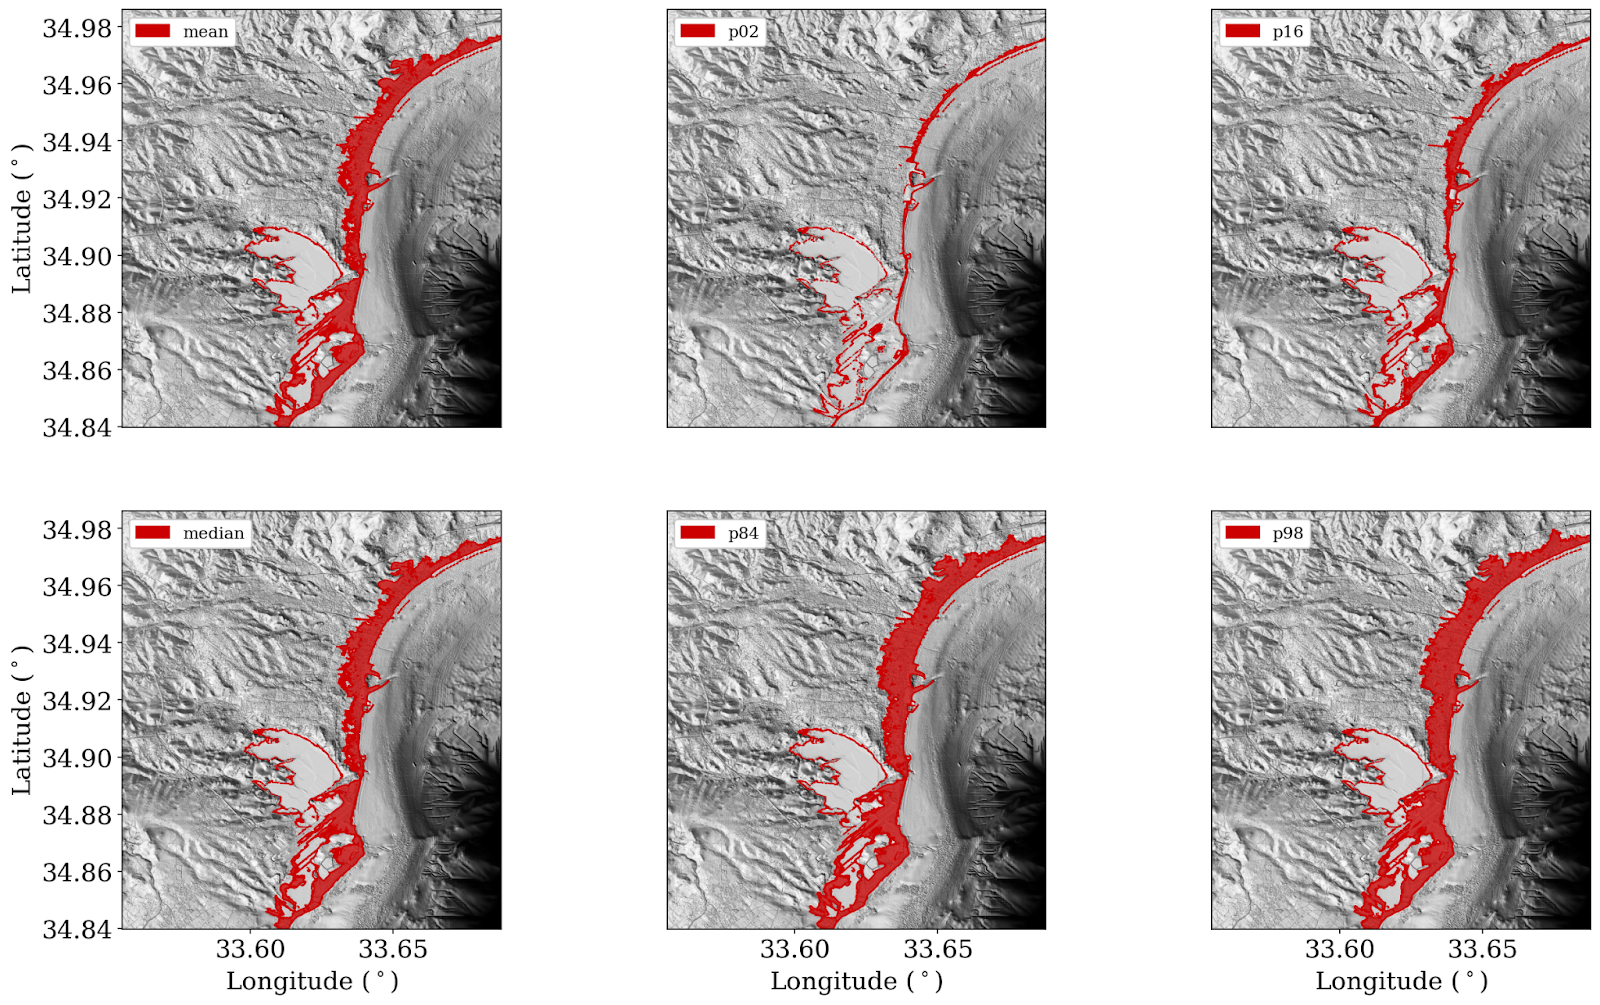 mean
p02
p16
34.98
34.96
34.94
34.92
34.90
34.88
34.86
34.84
Latitude (°)
median
p84
p98
34.98
34.96
34.94
34.92
34.90
34.88
34.86
34.84
Latitude (°)
33.60 33.65
33.60 33.65
33.60 33.65
Longitude (°)
Longitude (°)
Longitude (°)